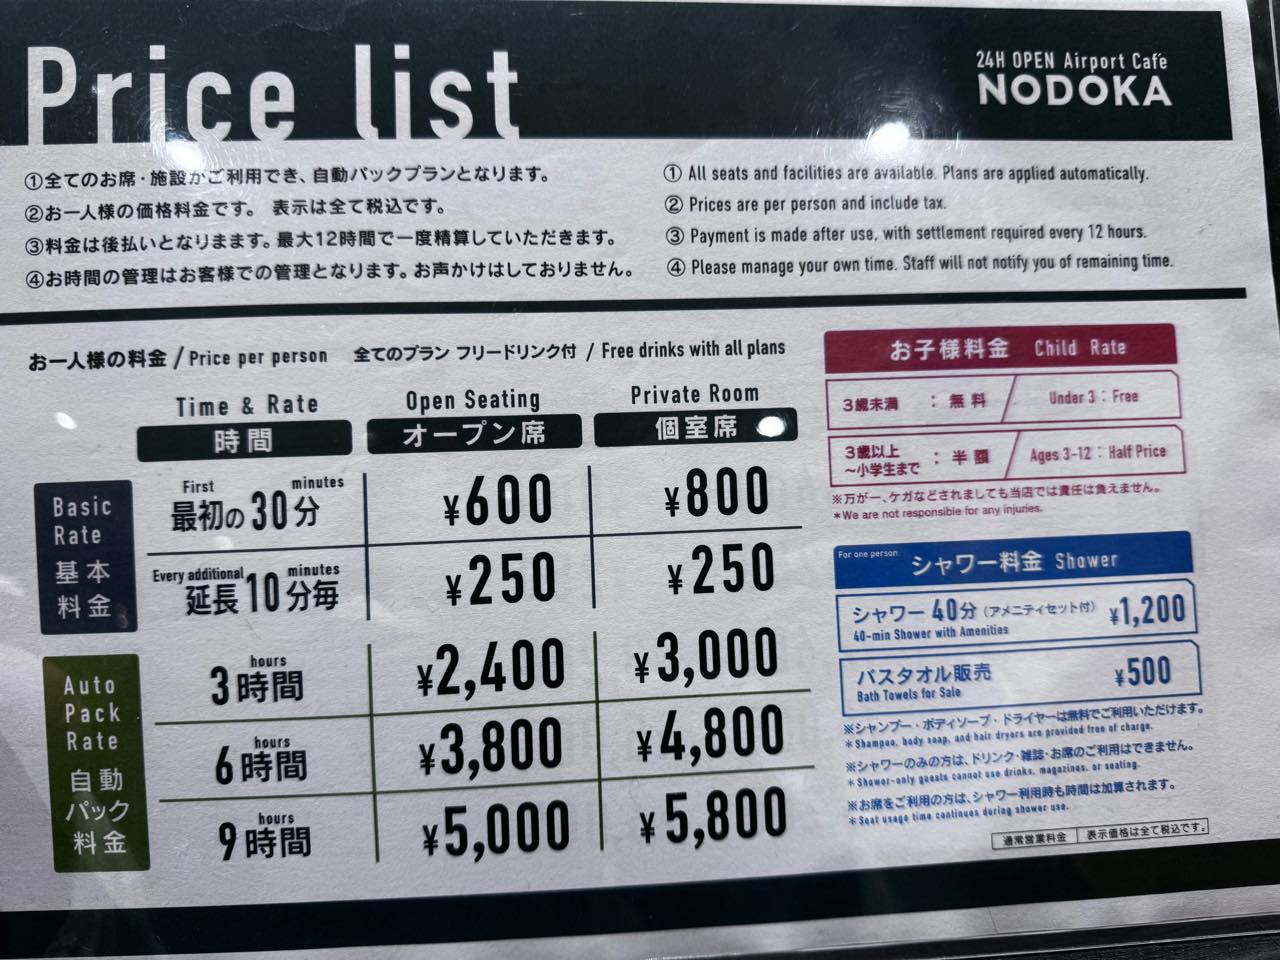 Price list
24H OPEN Airport Café
NODOKA
①全てのお席・施設がご利用でき、自動パックプランとなります。
②お一人様の価格料金です。 表示は全て税込です。
③料金は後払いとなりまます。最大12時間で一度精算していただきます。
④お時間の管理はお客様での管理となります。お声かけはしておりません。
① All seats and facilities are available. Plans are applied automatically.
② Prices are per person and include tax.
③ Payment is made after use, with settlement required every 12 hours.
④ Please manage your own time. Staff will not notify you of remaining time.
お一人様の料金 / Price per person 全てのプラン フリードリンク付 / Free drinks with all plans
Time & Rate Open Seating Private Room
時間 オープン席 個室席
Basic
Rate
基本
料金
First minutes
最初の30分 ¥600 ¥800
Every additional minutes
延長10分毎 ¥250 ¥250
Auto
Pack
Rate
自動
パック
料金
hours
3時間 ¥2,400 ¥3,000
hours
6時間 ¥3,800 ¥4,800
hours
9時間 ¥5,000 ¥5,800
お子様料金 Child Rate
3歳未満 : 無料 / Under 3 : Free
3歳以上
~小学生まで : 半額 / Ages 3-12 : Half Price
※万が一、ケガなどされましても当店では責任は負えません。
*We are not responsible for any injuries.
For one person シャワー料金 Shower
シャワー 40分 (アメニティセット付) ¥1,200
40-min Shower with Amenities
バスタオル販売 ¥500
Bath Towels for Sale
※シャンプー・ボディソープ・ドライヤーは無料でご利用いただけます。
* Shampoo, body soap, and hair dryers are provided free of charge.
※シャワーのみの方は、ドリンク・雑誌・お席のご利用はできません。
* Shower-only guests cannot use drinks, magazines, or seating.
※お席をご利用の方は、シャワー利用時も時間は加算されます。
* Seat usage time continues during shower use.
通常営業料金 表示価格は全て税込です。